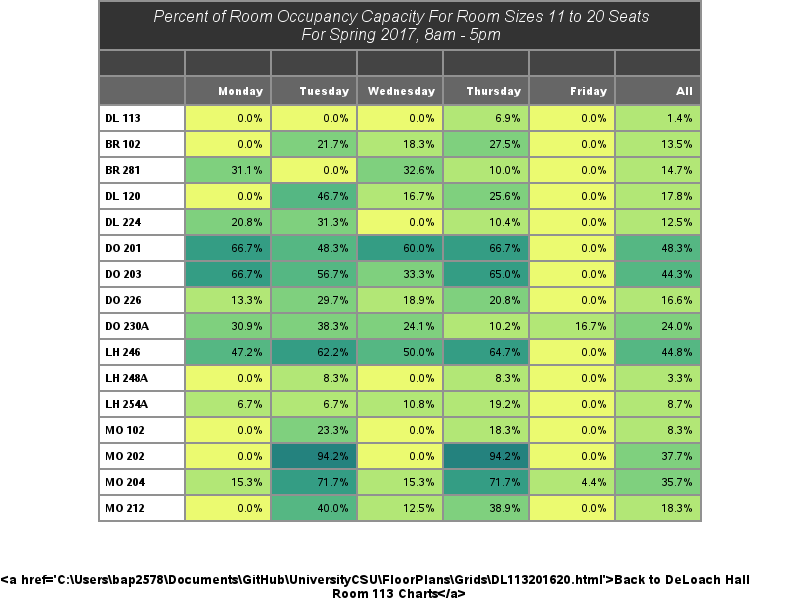 Percent of Room Occupancy Capacity For Room Sizes 11 to 20 Seats
For Spring 2017, 8am - 5pm
Monday Tuesday Wednesday Thursday Friday All
DL 113 0.0% 0.0% 0.0% 6.9% 0.0% 1.4%
BR 102 0.0% 21.7% 18.3% 27.5% 0.0% 13.5%
BR 281 31.1% 0.0% 32.6% 10.0% 0.0% 14.7%
DL 120 0.0% 46.7% 16.7% 25.6% 0.0% 17.8%
DL 224 20.8% 31.3% 0.0% 10.4% 0.0% 12.5%
DO 201 66.7% 48.3% 60.0% 66.7% 0.0% 48.3%
DO 203 66.7% 56.7% 33.3% 65.0% 0.0% 44.3%
DO 226 13.3% 29.7% 18.9% 20.8% 0.0% 16.6%
DO 230A 30.9% 38.3% 24.1% 10.2% 16.7% 24.0%
LH 246 47.2% 62.2% 50.0% 64.7% 0.0% 44.8%
LH 248A 0.0% 8.3% 0.0% 8.3% 0.0% 3.3%
LH 254A 6.7% 6.7% 10.8% 19.2% 0.0% 8.7%
MO 102 0.0% 23.3% 0.0% 18.3% 0.0% 8.3%
MO 202 0.0% 94.2% 0.0% 94.2% 0.0% 37.7%
MO 204 15.3% 71.7% 15.3% 71.7% 4.4% 35.7%
MO 212 0.0% 40.0% 12.5% 38.9% 0.0% 18.3%
<a href='C:\Users\bap2578\Documents\GitHub\UniversityCSU\FloorPlans\Grids\DL113201620.html'>Back to DeLoach Hall
Room 113 Charts</a>